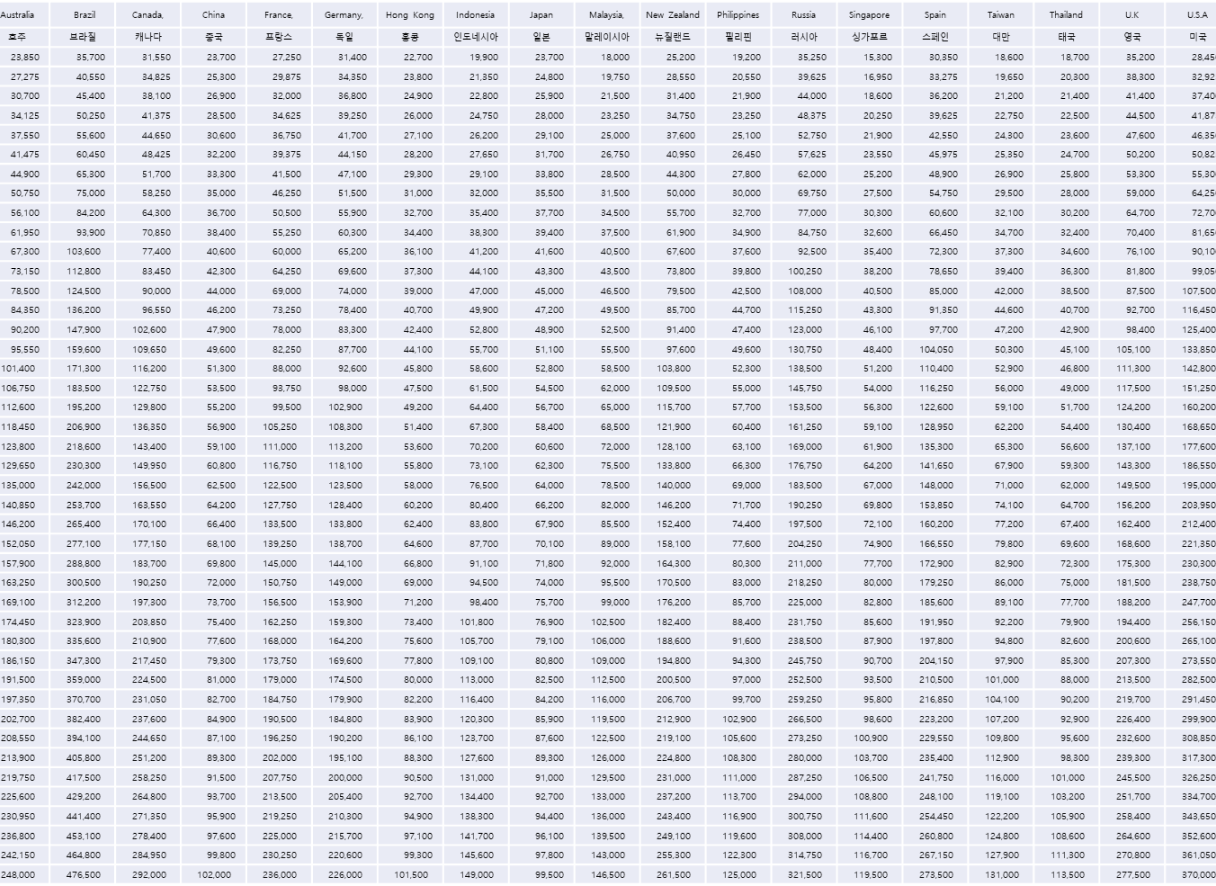 Australia Brazil Canada, China France, Germany, Hong Kong Indonesia Japan Malaysia, New Zealand Philippines Russia Singapore Spain Taiwan Thailand U.K U.S.A
호주 브라질 캐나다 중국 프랑스 독일 홍콩 인도네시아 일본 말레이시아 뉴질랜드 필리핀 러시아 싱가포르 스페인 대만 태국 영국 미국
23,850 35,700 31,550 23,700 27,250 31,400 22,700 19,900 23,700 18,000 25,200 19,200 35,250 15,300 30,350 18,600 18,700 35,200 28,45
27,275 40,550 34,825 25,300 29,875 34,350 23,800 21,350 24,800 19,750 28,550 20,550 39,625 16,950 33,275 19,650 20,300 38,300 32,92
30,700 45,400 38,100 26,900 32,000 36,800 24,900 22,800 25,900 21,500 31,400 21,900 44,000 18,600 36,200 21,200 21,400 41,400 37,40
34,125 50,250 41,375 28,500 34,625 39,250 26,000 24,750 28,000 23,250 34,750 23,250 48,375 20,250 39,625 22,750 22,500 44,500 41,87
37,550 55,600 44,650 30,600 36,750 41,700 27,100 26,200 29,100 25,000 37,600 25,100 52,750 21,900 42,550 24,300 23,600 47,600 46,35
41,475 60,450 48,425 32,200 39,375 44,150 28,200 27,650 31,700 26,750 40,950 26,450 57,625 23,550 45,975 25,350 24,700 50,200 50,82
44,900 65,300 51,700 33,300 41,500 47,100 29,300 29,100 33,800 28,500 44,300 27,800 62,000 25,200 48,900 26,900 25,800 53,300 55,30
50,750 75,000 58,250 35,000 46,250 51,500 31,000 32,000 35,500 31,500 50,000 30,000 69,750 27,500 54,750 29,500 28,000 59,000 64,25
56,100 84,200 64,300 36,700 50,500 55,900 32,700 35,400 37,700 34,500 55,700 32,700 77,000 30,300 60,600 32,100 30,200 64,700 72,70
61,950 93,900 70,850 38,400 55,250 60,300 34,400 38,300 39,400 37,500 61,900 34,900 84,750 32,600 66,450 34,700 32,400 70,400 81,65
67,300 103,600 77,400 40,600 60,000 65,200 36,100 41,200 41,600 40,500 67,600 37,600 92,500 35,400 72,300 37,300 34,600 76,100 90,10
73,150 112,800 83,450 42,300 64,250 69,600 37,300 44,100 43,300 43,500 73,800 39,800 100,250 38,200 78,650 39,400 36,300 81,800 99,05
78,500 124,500 90,000 44,000 69,000 74,000 39,000 47,000 45,000 46,500 79,500 42,500 108,000 40,500 85,000 42,000 38,500 87,500 107,500
84,350 136,200 96,550 46,200 73,250 78,400 40,700 49,900 47,200 49,500 85,700 44,700 115,250 43,300 91,350 44,600 40,700 92,700 116,450
90,200 147,900 102,600 47,900 78,000 83,300 42,400 52,800 48,900 52,500 91,400 47,400 123,000 46,100 97,700 47,200 42,900 98,400 125,400
95,550 159,600 109,650 49,600 82,250 87,700 44,100 55,700 51,100 55,500 97,600 49,600 130,750 48,400 104,050 50,300 45,100 105,100 133,850
101,400 171,300 116,200 51,300 88,000 92,600 45,800 58,600 52,800 58,500 103,800 52,300 138,500 51,200 110,400 52,900 46,800 111,300 142,800
106,750 183,500 122,750 53,500 93,750 98,000 47,500 61,500 54,500 62,000 109,500 55,000 145,750 54,000 116,250 56,000 49,000 117,500 151,250
112,600 195,200 129,800 55,200 99,500 102,900 49,200 64,400 56,700 65,000 115,700 57,700 153,500 56,300 122,600 59,100 51,700 124,200 160,200
118,450 206,900 136,350 56,900 105,250 108,300 51,400 67,300 58,400 68,500 121,900 60,400 161,250 59,100 128,950 62,200 54,400 130,400 168,650
123,800 218,600 143,400 59,100 111,000 113,200 53,600 70,200 60,600 72,000 128,100 63,100 169,000 61,900 135,300 65,300 56,600 137,100 177,600
129,650 230,300 149,950 60,800 116,750 118,100 55,800 73,100 62,300 75,500 133,800 66,300 176,750 64,200 141,650 67,900 59,300 143,300 186,550
135,000 242,000 156,500 62,500 122,500 123,500 58,000 76,500 64,000 78,500 140,000 69,000 183,500 67,000 148,000 71,000 62,000 149,500 195,000
140,850 253,700 163,550 64,200 127,750 128,400 60,200 80,400 66,200 82,000 146,200 71,700 190,250 69,800 153,850 74,100 64,700 156,200 203,950
146,200 265,400 170,100 66,400 133,500 133,800 62,400 83,800 67,900 85,500 152,400 74,400 197,500 72,100 160,200 77,200 67,400 162,400 212,400
152,050 277,100 177,150 68,100 139,250 138,700 64,600 87,700 70,100 89,000 158,100 77,600 204,250 74,900 166,550 79,800 69,600 168,600 221,350
157,900 288,800 183,700 69,800 145,000 144,100 66,800 91,100 71,800 92,000 164,300 80,300 211,000 77,700 172,900 82,900 72,300 175,300 230,300
163,250 300,500 190,250 72,000 150,750 149,000 69,000 94,500 74,000 95,500 170,500 83,000 218,250 80,000 179,250 86,000 75,000 181,500 238,750
169,100 312,200 197,300 73,700 156,500 153,900 71,200 98,400 75,700 99,000 176,200 85,700 225,000 82,800 185,600 89,100 77,700 188,200 247,700
174,450 323,900 203,850 75,400 162,250 159,300 73,400 101,800 76,900 102,500 182,400 88,400 231,750 85,600 191,950 92,200 79,900 194,400 256,150
180,300 335,600 210,900 77,600 168,000 164,200 75,600 105,700 79,100 106,000 188,600 91,600 238,500 87,900 197,800 94,800 82,600 200,600 265,100
186,150 347,300 217,450 79,300 173,750 169,600 77,800 109,100 80,800 109,000 194,800 94,300 245,750 90,700 204,150 97,900 85,300 207,300 273,550
191,500 359,000 224,500 81,000 179,000 174,500 80,000 113,000 82,500 112,500 200,500 97,000 252,500 93,500 210,500 101,000 88,000 213,500 282,500
197,350 370,700 231,050 82,700 184,750 179,900 82,200 116,400 84,200 116,000 206,700 99,700 259,250 95,800 216,850 104,100 90,200 219,700 291,450
202,700 382,400 237,600 84,900 190,500 184,800 83,900 120,300 85,900 119,500 212,900 102,900 266,500 98,600 223,200 107,200 92,900 226,400 299,900
208,550 394,100 244,650 87,100 196,250 190,200 86,100 123,700 87,600 122,500 219,100 105,600 273,250 100,900 229,550 109,800 95,600 232,600 308,850
213,900 405,800 251,200 89,300 202,000 195,100 88,300 127,600 89,300 126,000 224,800 108,300 280,000 103,700 235,400 112,900 98,300 239,300 317,300
219,750 417,500 258,250 91,500 207,750 200,000 90,500 131,000 91,000 129,500 231,000 111,000 287,250 106,500 241,750 116,000 101,000 245,500 326,250
225,600 429,200 264,800 93,700 213,500 205,400 92,700 134,400 92,700 133,000 237,200 113,700 294,000 108,800 248,100 119,100 103,200 251,700 334,700
230,950 441,400 271,350 95,900 219,250 210,300 94,900 138,300 94,400 136,000 243,400 116,900 300,750 111,600 254,450 122,200 105,900 258,400 343,650
236,800 453,100 278,400 97,600 225,000 215,700 97,100 141,700 96,100 139,500 249,100 119,600 308,000 114,400 260,800 124,800 108,600 264,600 352,600
242,150 464,800 284,950 99,800 230,250 220,600 99,300 145,600 97,800 143,000 255,300 122,300 314,750 116,700 267,150 127,900 111,300 270,800 361,050
248,000 476,500 292,000 102,000 236,000 226,000 101,500 149,000 99,500 146,500 261,500 125,000 321,500 119,500 273,500 131,000 113,500 277,500 370,000